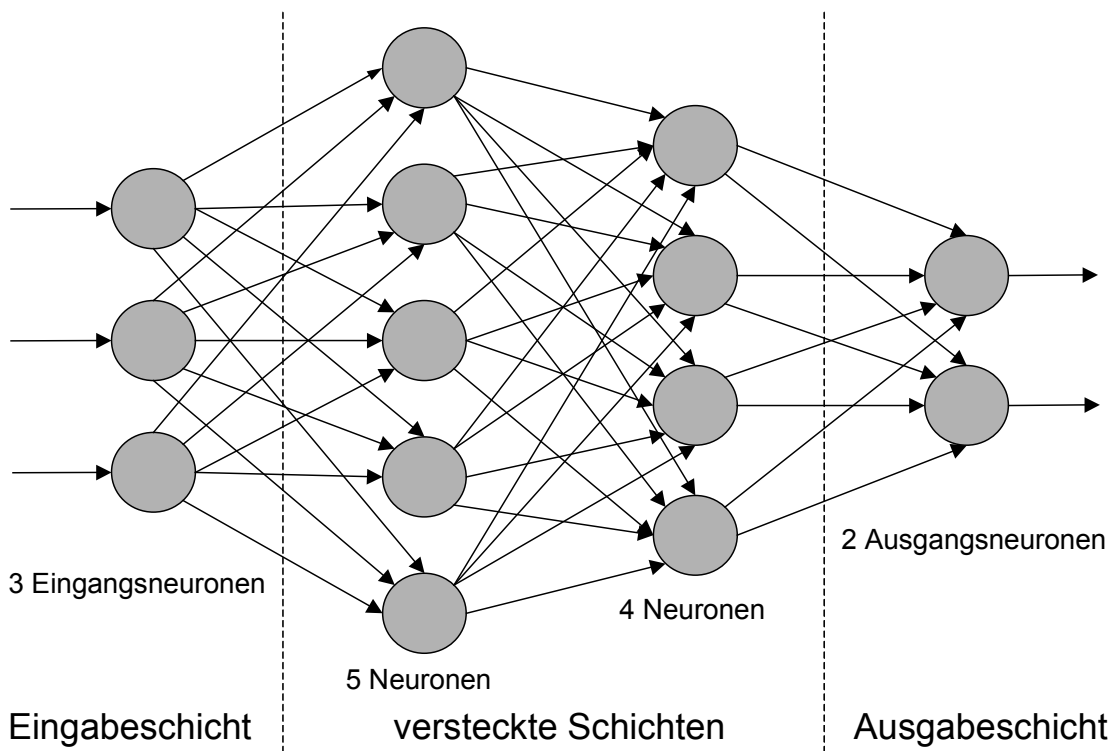 3 Eingangsneuronen
5 Neuronen
4 Neuronen
2 Ausgangsneuronen
Eingabeschicht
versteckte Schichten
Ausgabeschicht